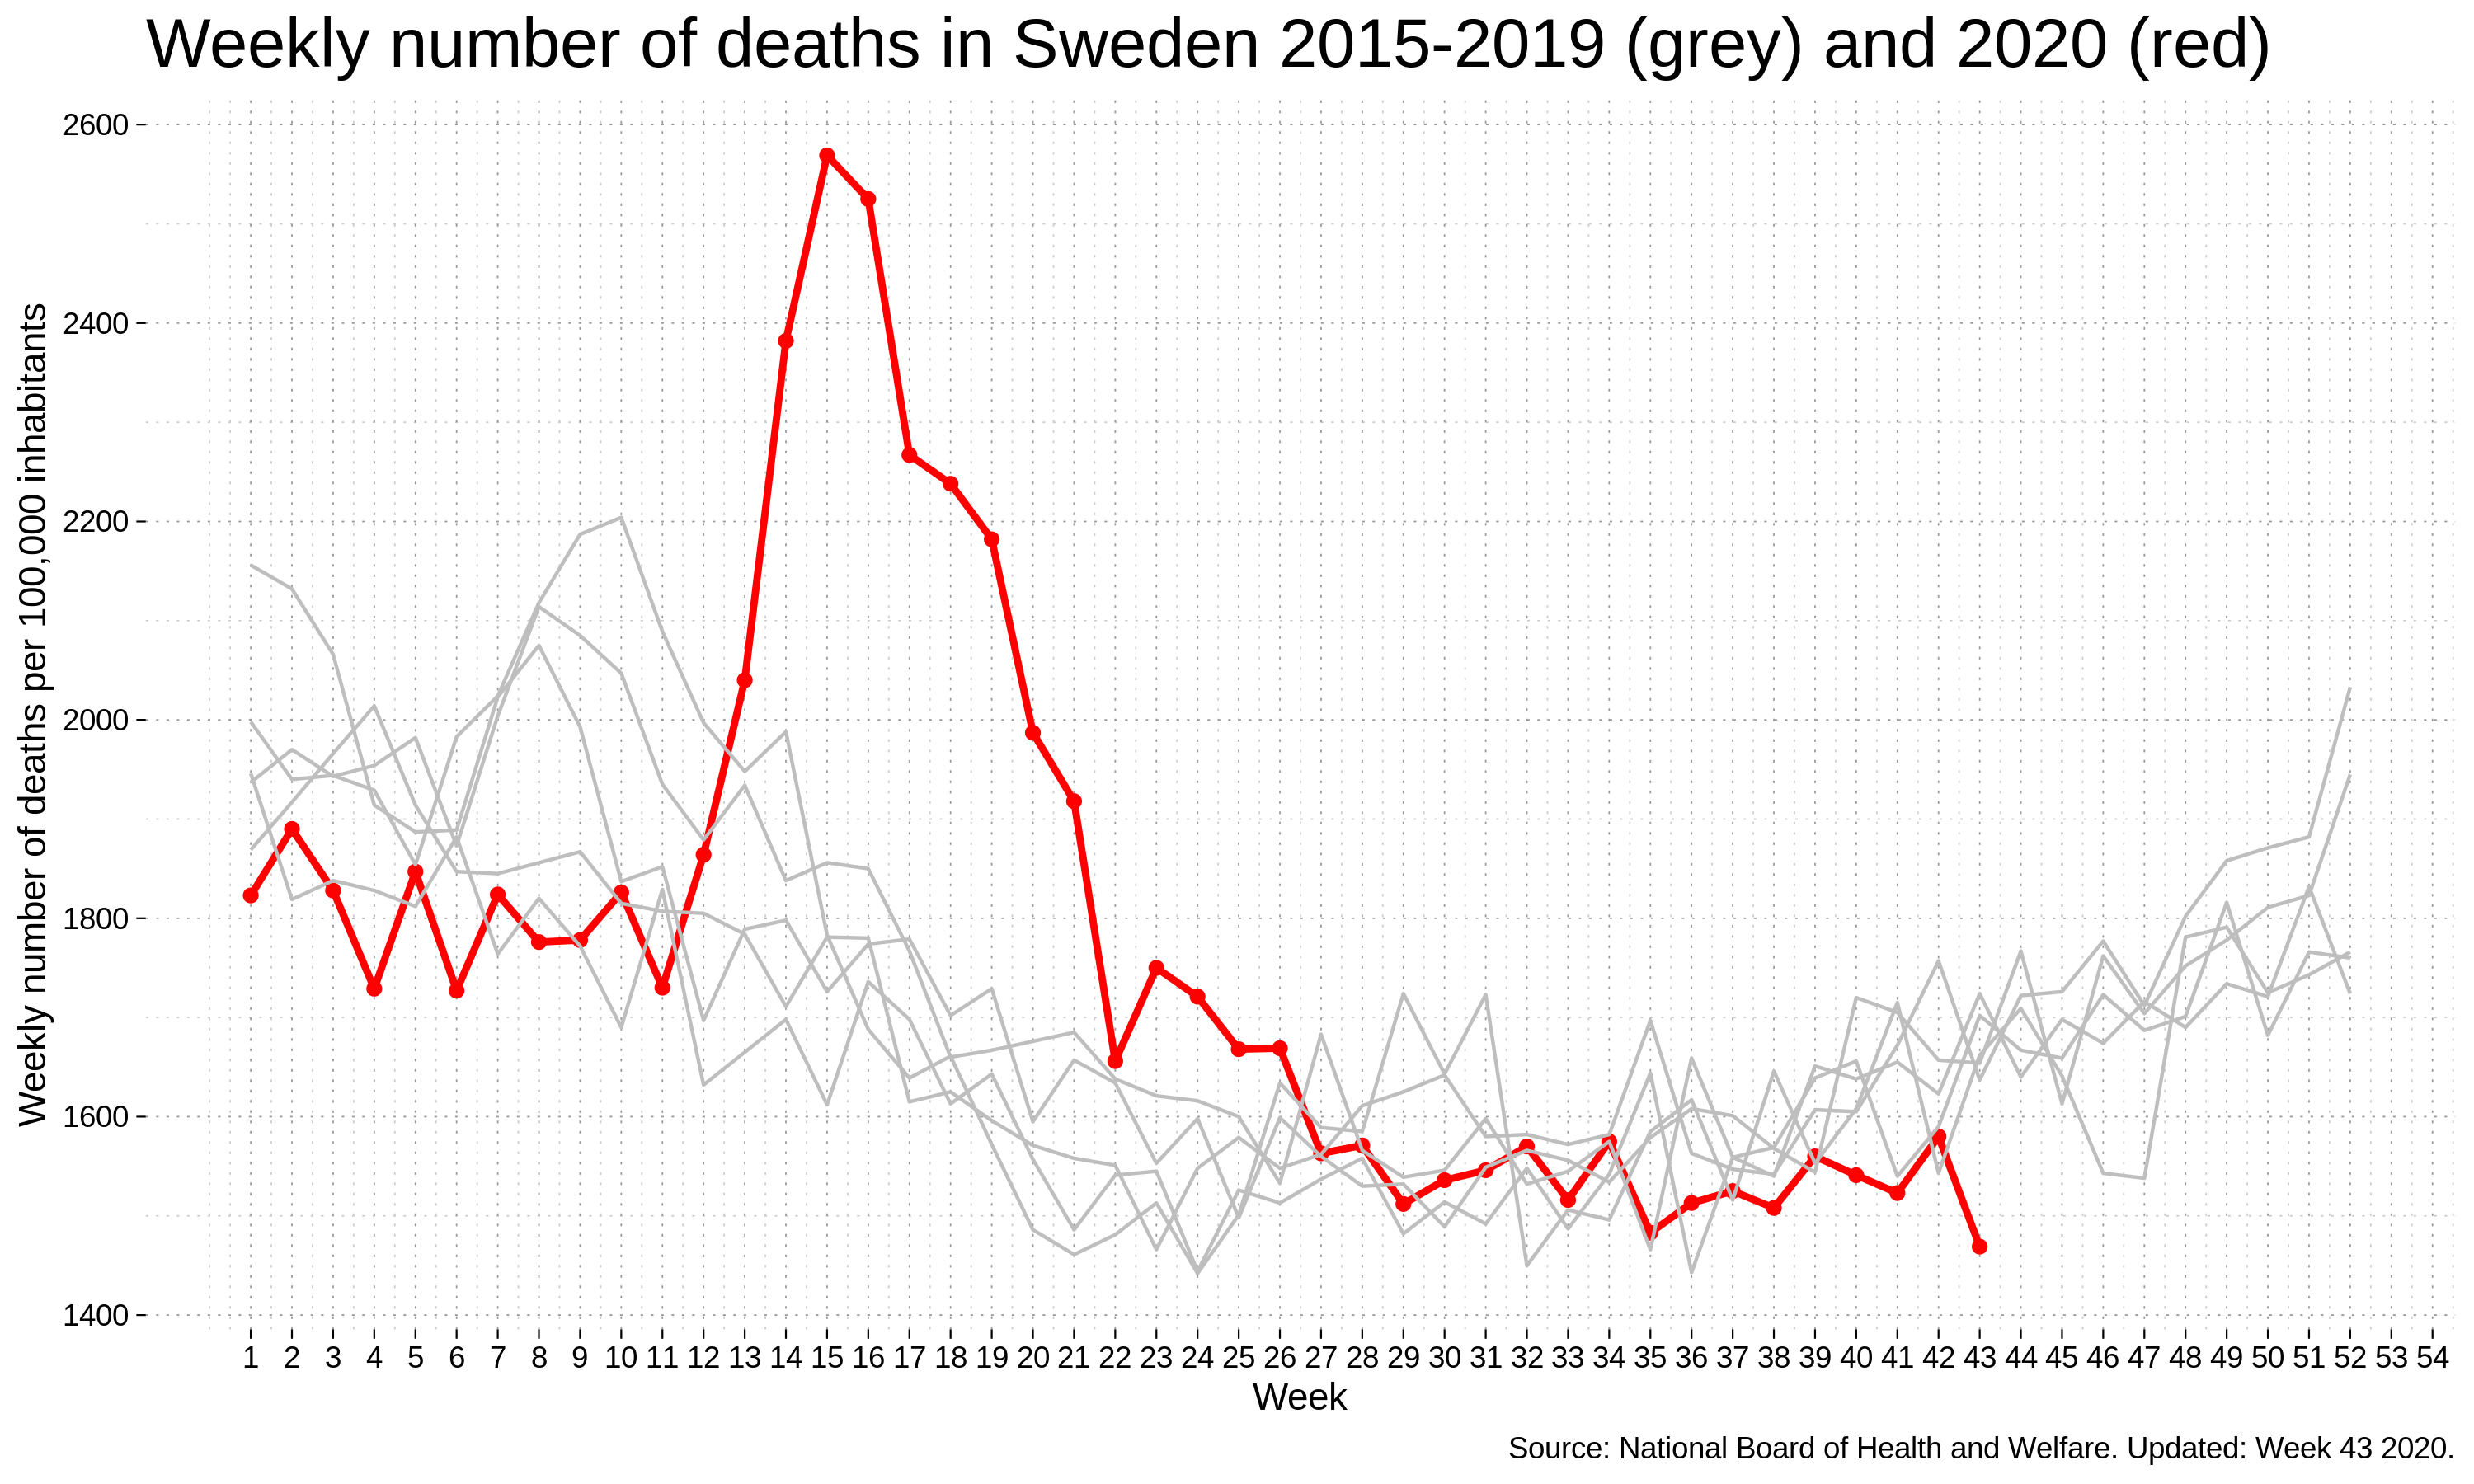 Weekly number of deaths in Sweden 2015-2019 (grey) and 2020 (red)
Weekly number of deaths per 100,000 inhabitants
2600
2400
2200
2000
1800
1600
1400
1 2 3 4 5 6 7 8 9 10 11 12 13 14 15 16 17 18 19 20 21 22 23 24 25 26 27 28 29 30 31 32 33 34 35 36 37 38 39 40 41 42 43 44 45 46 47 48 49 50 51 52 53 54
Week
Source: National Board of Health and Welfare. Updated: Week 43 2020.